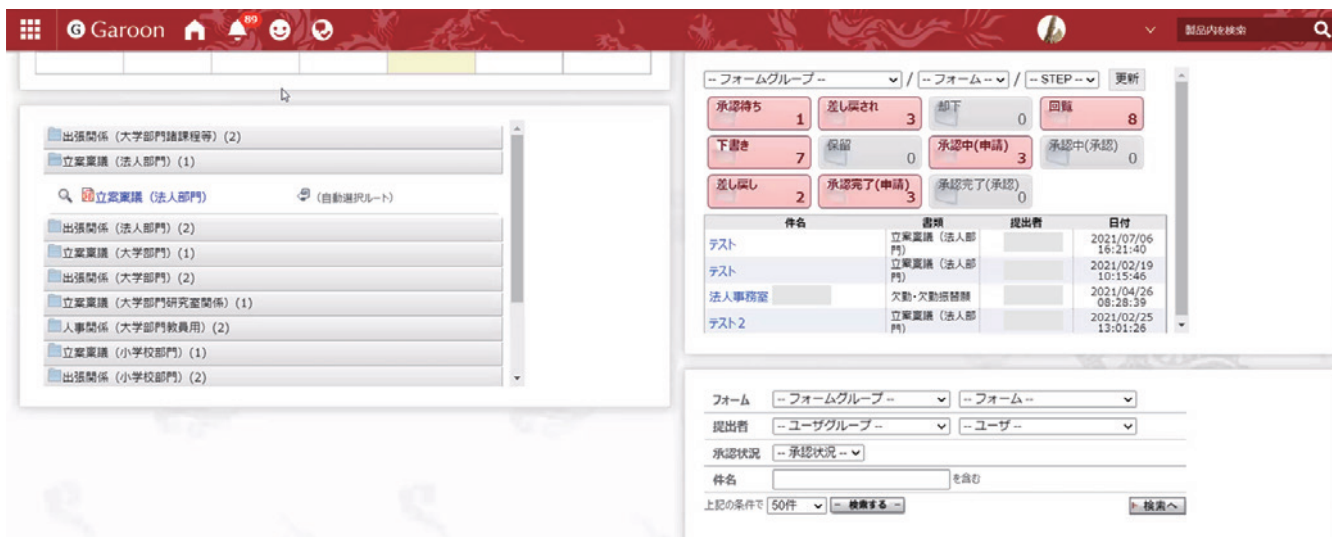 G Garoon
89
製品内を検索
出張関係（大学部門諸課程等）(2)
立案稟議（法人部門）(1)
立案稟議（法人部門）
（自動選択ルート）
出張関係（法人部門）(2)
立案稟議（大学部門）(1)
出張関係（大学部門）(2)
立案稟議（大学部門研究室関係）(1)
人事関係（大学部門教員用）(2)
立案稟議（小学校部門）(1)
出張関係（小学校部門）(2)
-- フォームグループ -- / -- フォーム -- / -- STEP -- 更新
承認待ち 1 差し戻され 3 却下 0 回覧 8
下書き 7 保留 0 承認中(申請) 3 承認中(承認) 0
差し戻し 2 承認完了(申請) 3 承認完了(承認) 0
件名 書類 提出者 日付
テスト 立案稟議（法人部門） 2021/07/06 16:21:40
テスト 立案稟議（法人部門） 2021/02/19 10:15:46
法人事務室 欠勤・欠勤振替願 2021/04/26 08:28:39
テスト2 立案稟議（法人部門） 2021/02/25 13:01:26
フォーム -- フォームグループ -- -- フォーム --
提出者 -- ユーザグループ -- -- ユーザ --
承認状況 -- 承認状況 --
件名 を含む
上記の条件で 50件 - 検索する - 検索へ